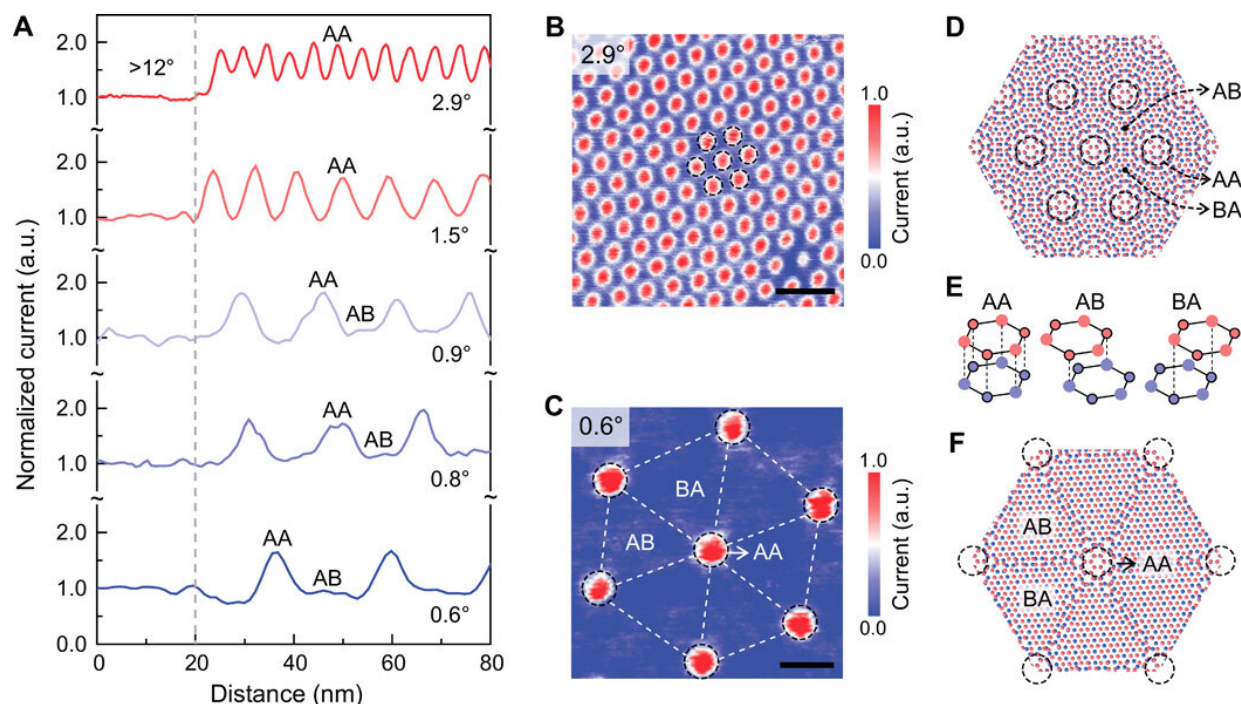 A
Normalized current (a.u.)
2.0
>12°
AA
1.0
2.9°
2.0
AA
1.0
1.5°
2.0
AA
AB
1.0
0.9°
2.0
AA
AB
1.0
0.8°
2.0
AA
AB
1.0
0.6°
0.0
0 20 40 60 80
Distance (nm)
B
2.9°
1.0
Current (a.u.)
0.0
C
0.6°
BA
AB
AA
1.0
Current (a.u.)
0.0
D
AB
AA
BA
E
AA AB BA
F
AB
AA
BA